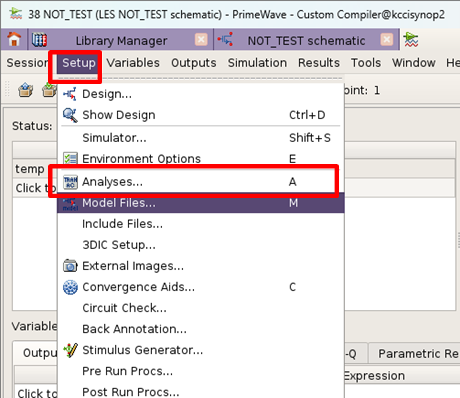 38 NOT_TEST (LES NOT_TEST schematic) - PrimeWave - Custom Compiler@kccisynop2
Library Manager
NOT_TEST schematic
Session Setup Variables Outputs Simulation Results Tools Window He
oint: 1
Status:
temp
Click to
Design...
Show Design Ctrl+D
Simulator... Shift+S
Environment Options E
Analyses... A
Model Files... M
Include Files...
3DIC Setup...
External Images...
Convergence Aids... C
Circuit Check...
Back Annotation...
Stimulus Generator...
Pre Run Procs...
Post Run Procs...
Variable
Outpu -Q Parametric Re
Expression
Click to